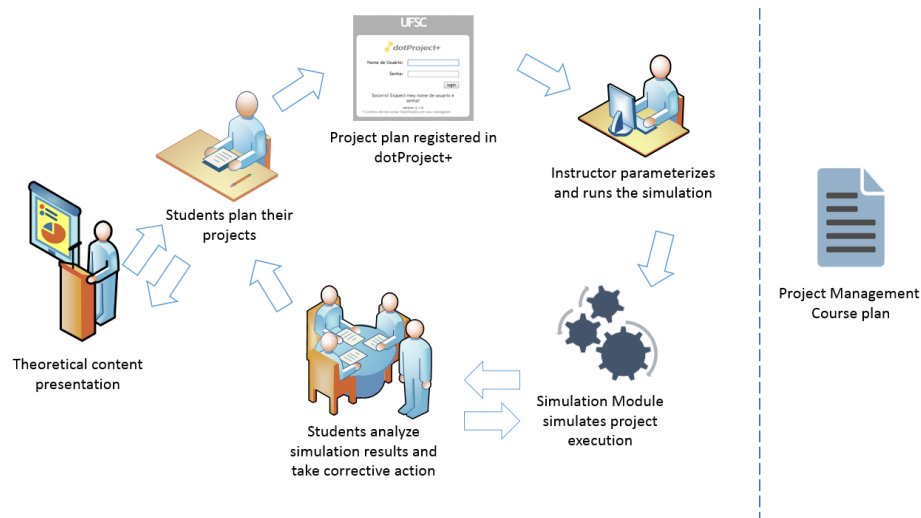 UFSC
dotProject+
Nome de Usuário:
Senha:
login
Socorro! Esqueci meu nome de usuário e
senha!
Project plan registered in
dotProject+
Instructor parameterizes
and runs the simulation
Students plan their
projects
Project Management
Course plan
Theoretical content
presentation
Simulation Module
simulates project
execution
Students analyze
simulation results and
take corrective action